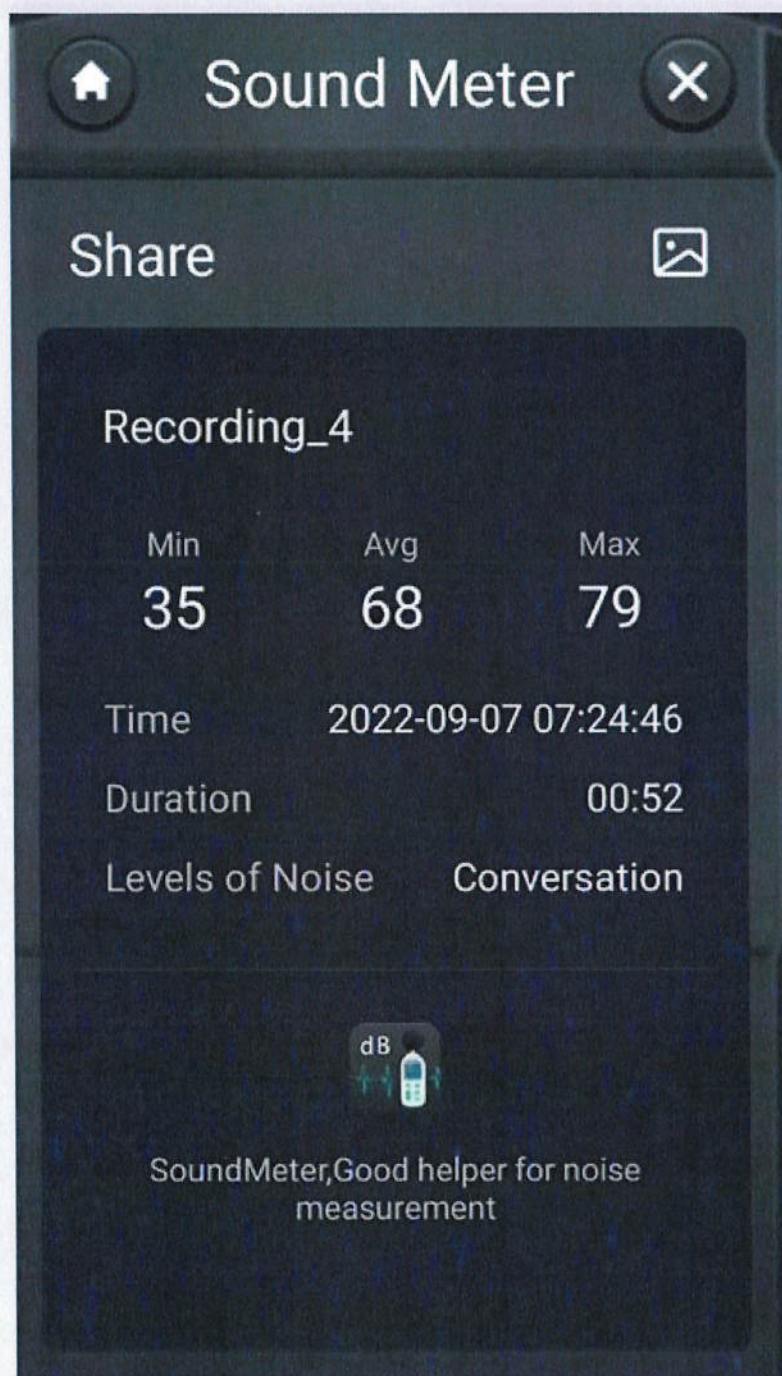 Sound Meter
Share
Recording_4
Min Avg Max
35 68 79
Time 2022-09-07 07:24:46
Duration 00:52
Levels of Noise Conversation
dB
SoundMeter,Good helper for noise
measurement